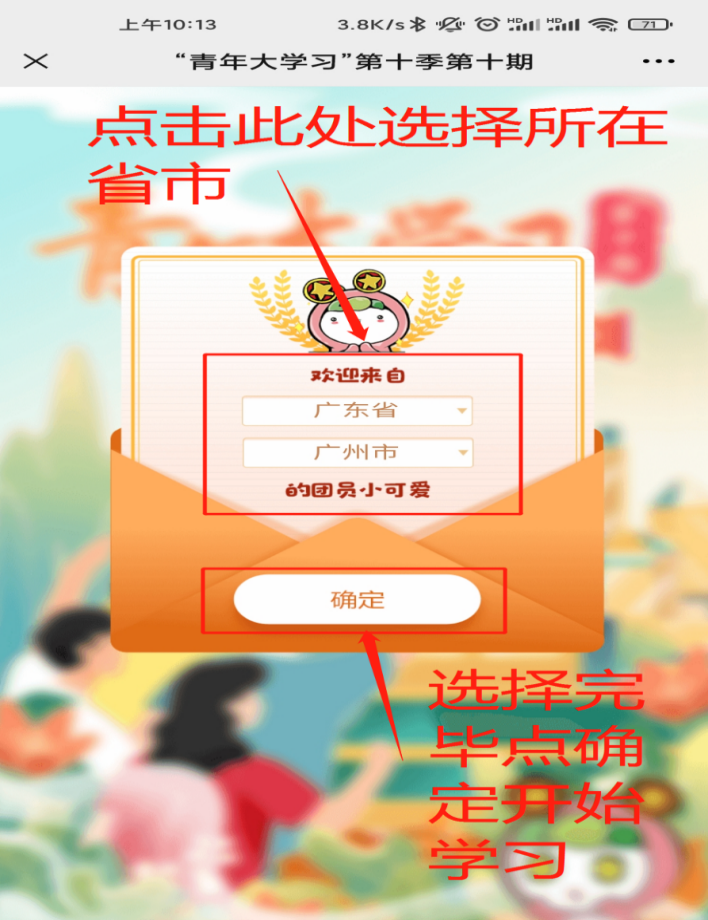 上午10:13
3.8K/s
HD
HD
71
“青年大学习”第十季第十期
点击此处选择所在
省市
欢迎来自
广东省
广州市
的团员小可爱
确定
选择完
毕点确
定开始
学习